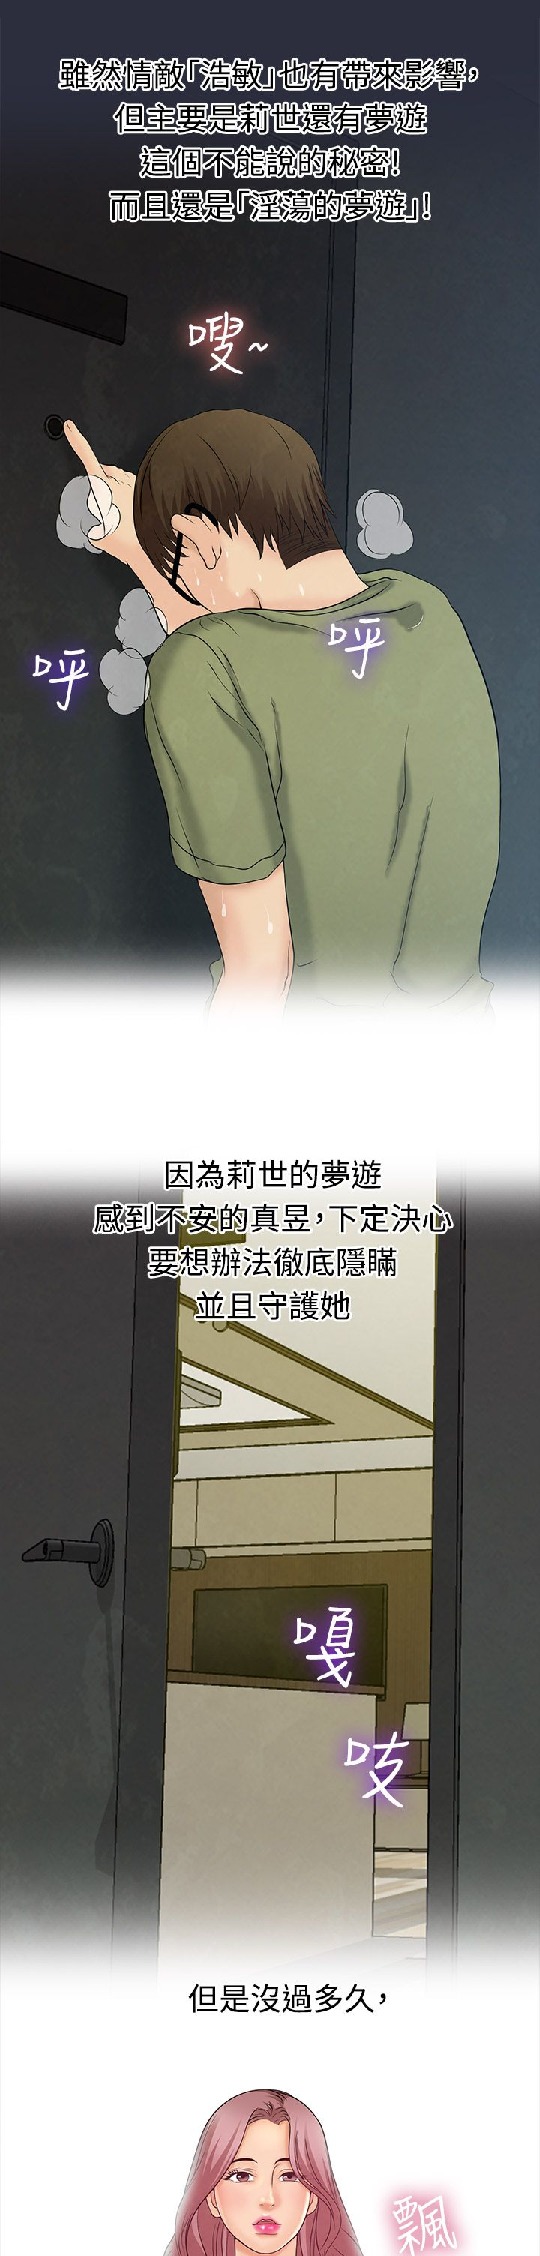 雖然情敵「浩敏」也有帶來影響，
但主要是莉世還有夢遊
這個不能說的秘密!
而且還是「淫蕩的夢遊」!
嗖~
呼
呼
因為莉世的夢遊
感到不安的真昱，下定決心
要想辦法徹底隱瞞
並且守護她
嘎
吱
但是沒過多久，
飄